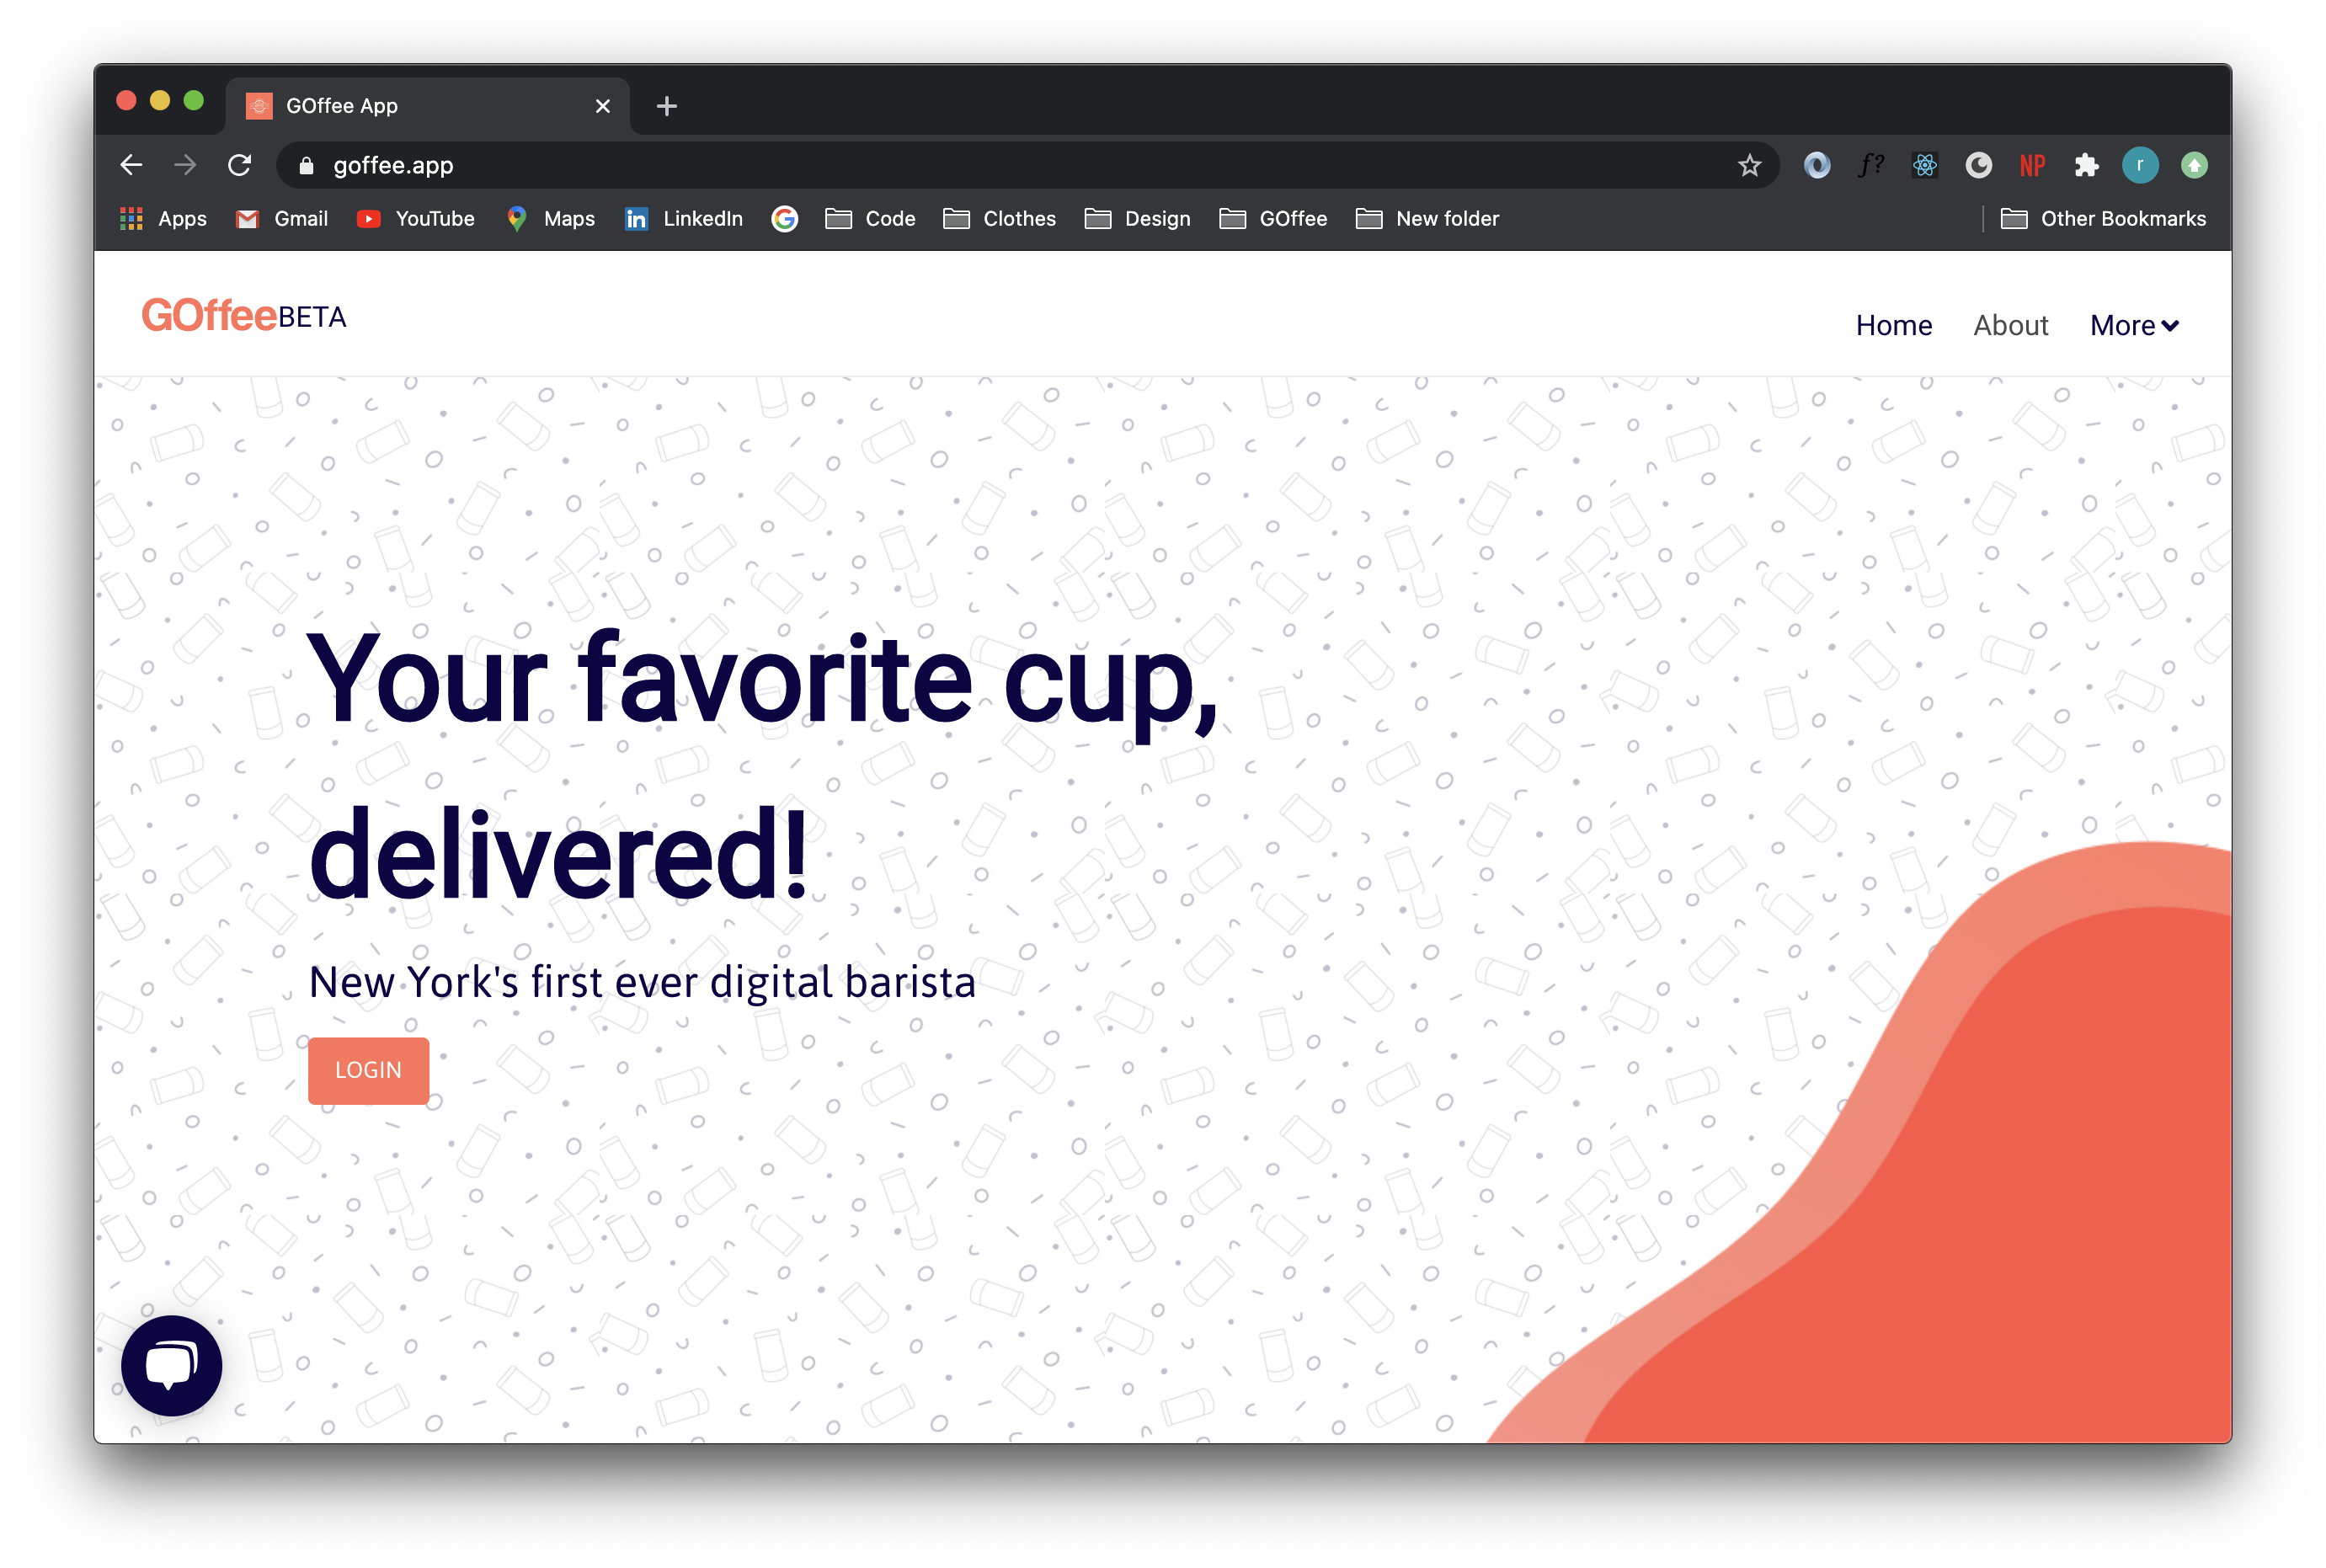 GOffee App
goffee.app
f?
NP
r
Apps Gmail YouTube Maps LinkedIn Code Clothes Design GOffee New folder Other Bookmarks
GOffeeBETA
Home About More
Your favorite cup,
delivered!
New York's first ever digital barista
LOGIN